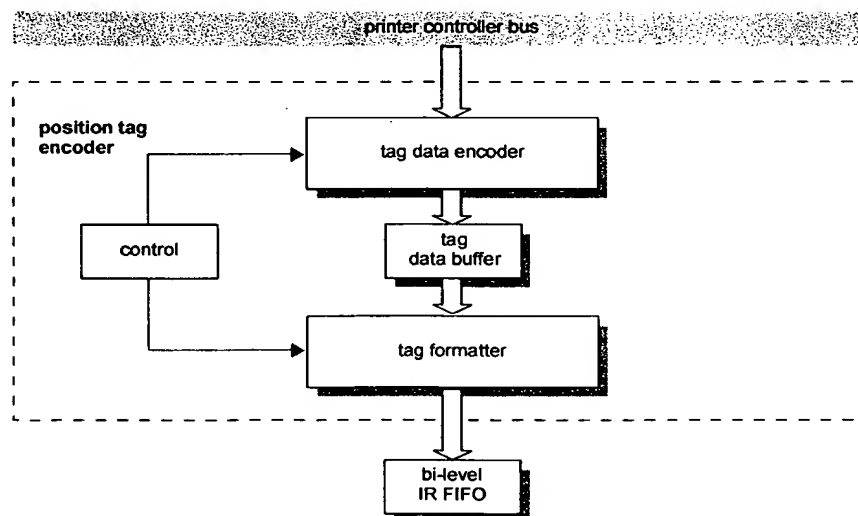 printer controller bus
position tag
encoder
tag data encoder
control
tag
data buffer
tag formatter
bi-level
IR FIFO